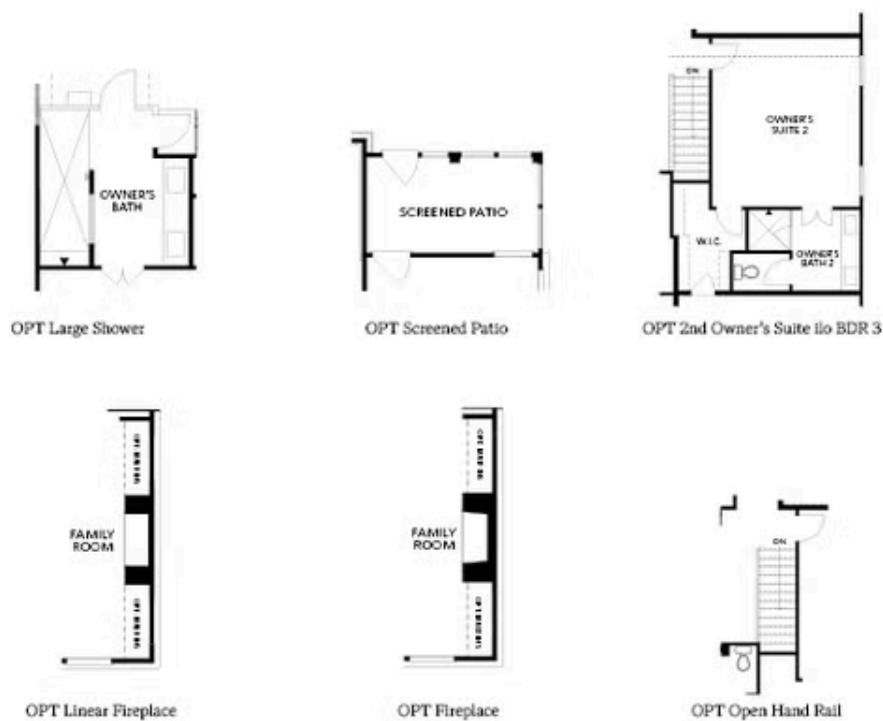 OWNER'S
BATH
OPT Large Shower
SCREENED PATIO
OPT Screened Patio
DN
OWNER'S
SUITE 2
W.I.C.
OWNER'S
BATH 2
OPT 2nd Owner's Suite ilo BDR 3
FAMILY
ROOM
OPT Linear Fireplace
FAMILY
ROOM
OPT Fireplace
DN
OPT Open Hand Rail